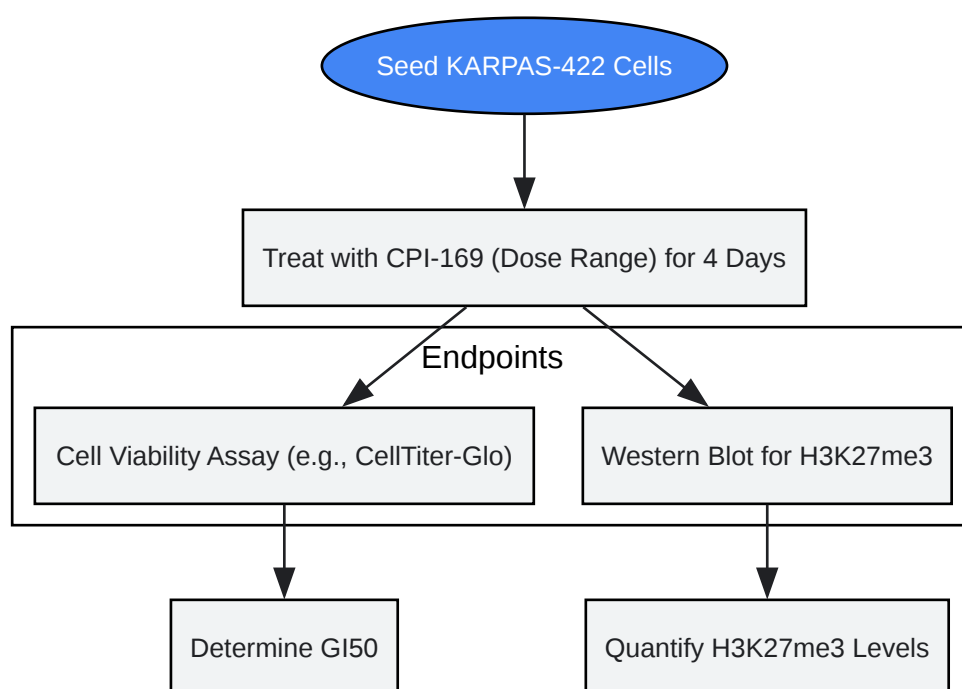 Seed KARPAS-422 Cells
Treat with CPI-169 (Dose Range) for 4 Days
Endpoints
Cell Viability Assay (e.g., CellTiter-Glo)
Western Blot for H3K27me3
Determine GI50
Quantify H3K27me3 Levels